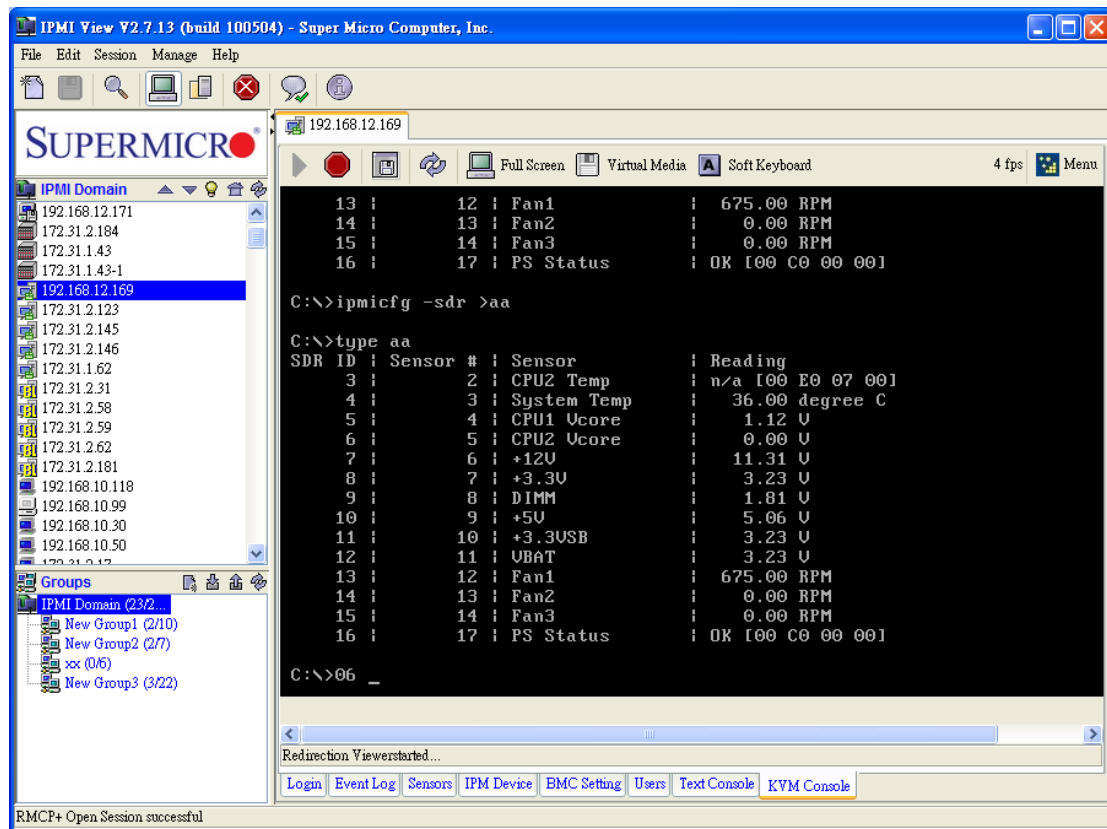 IPMI View V2.7.13 (build 100504) - Super Micro Computer, Inc.
File Edit Session Manage Help
SUPERMICRO®
IPMI Domain
192.168.12.171
172.31.2.184
172.31.1.43
172.31.1.43-1
192.168.12.169
172.31.2.123
172.31.2.145
172.31.2.146
172.31.1.62
172.31.2.31
172.31.2.58
172.31.2.59
172.31.2.62
172.31.2.181
192.168.10.118
192.168.10.99
192.168.10.30
192.168.10.50
Groups
IPMI Domain (23/2...
New Group1 (2/10)
New Group2 (2/7)
xx (0/6)
New Group3 (3/22)
192.168.12.169
Full Screen Virtual Media A Soft Keyboard 4 fps Menu
13 ¦ 12 ¦ Fan1 ¦ 675.00 RPM
14 ¦ 13 ¦ Fan2 ¦ 0.00 RPM
15 ¦ 14 ¦ Fan3 ¦ 0.00 RPM
16 ¦ 17 ¦ PS Status ¦ OK [00 C0 00 00]
C:\>ipmicfg -sdr >aa
C:\>type aa
SDR ID ¦ Sensor # ¦ Sensor ¦ Reading
3 ¦ 2 ¦ CPU2 Temp ¦ n/a [00 E0 07 00]
4 ¦ 3 ¦ System Temp ¦ 36.00 degree C
5 ¦ 4 ¦ CPU1 Vcore ¦ 1.12 V
6 ¦ 5 ¦ CPU2 Vcore ¦ 0.00 V
7 ¦ 6 ¦ +12V ¦ 11.31 V
8 ¦ 7 ¦ +3.3V ¦ 3.23 V
9 ¦ 8 ¦ DIMM ¦ 1.81 V
10 ¦ 9 ¦ +5V ¦ 5.06 V
11 ¦ 10 ¦ +3.3VSB ¦ 3.23 V
12 ¦ 11 ¦ VBAT ¦ 3.23 V
13 ¦ 12 ¦ Fan1 ¦ 675.00 RPM
14 ¦ 13 ¦ Fan2 ¦ 0.00 RPM
15 ¦ 14 ¦ Fan3 ¦ 0.00 RPM
16 ¦ 17 ¦ PS Status ¦ OK [00 C0 00 00]
C:\>06 _
Redirection Viewerstarted...
Login Event Log Sensors IPM Device BMC Setting Users Text Console KVM Console
RMCP+ Open Session successful